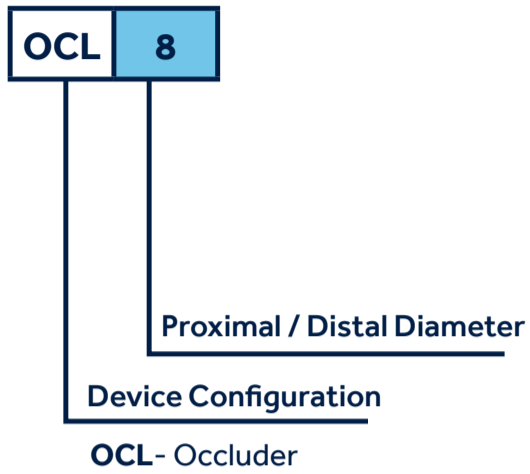 OCL 8
Proximal / Distal Diameter
Device Configuration
OCL- Occluder